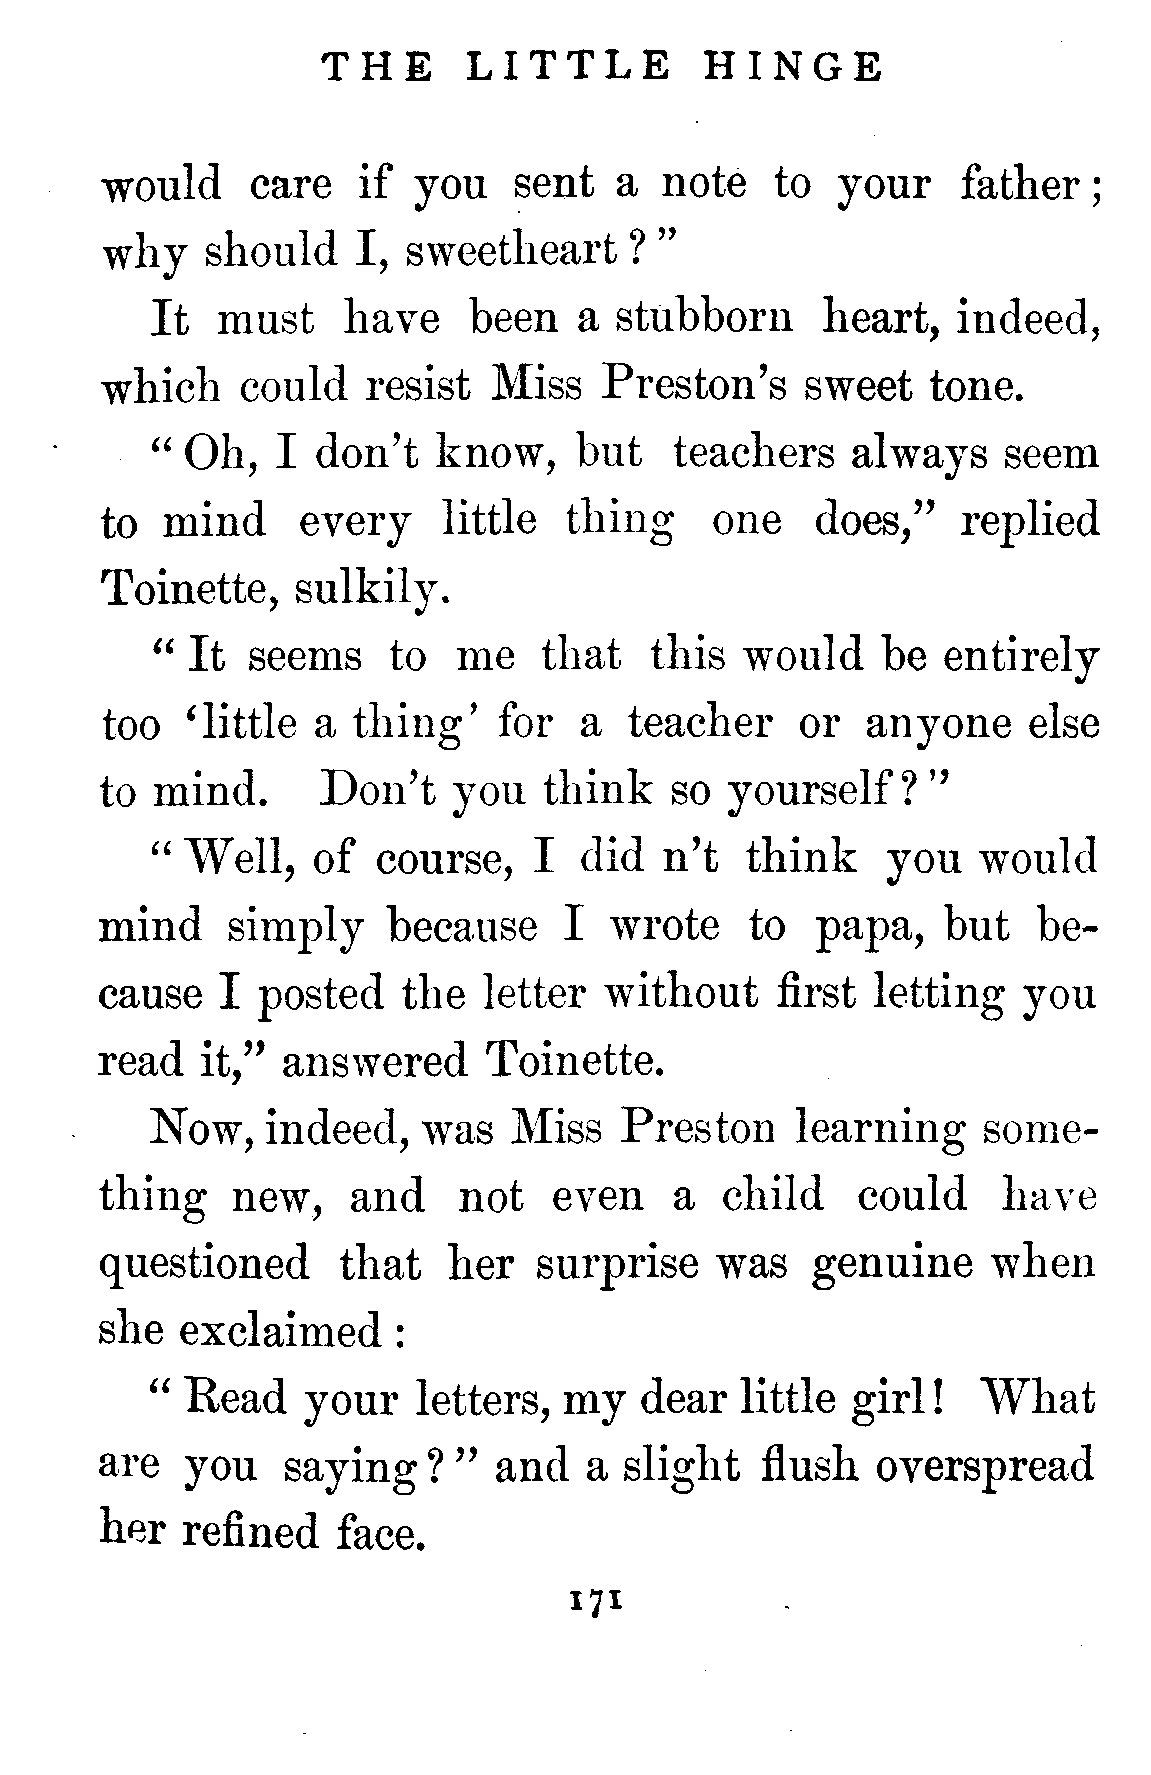 THE LITTLE HINGE
would care if you sent a note to your father;
why should I, sweetheart?”
It must have been a stubborn heart, indeed,
which could resist Miss Preston’s sweet tone.
“Oh, I don’t know, but teachers always seem
to mind every little thing one does,” replied
Toinette, sulkily.
“It seems to me that this would be entirely
too ‘little a thing’ for a teacher or anyone else
to mind. Don’t you think so yourself?”
“Well, of course, I did n’t think you would
mind simply because I wrote to papa, but be-
cause I posted the letter without first letting you
read it,” answered Toinette.
Now, indeed, was Miss Preston learning some-
thing new, and not even a child could have
questioned that her surprise was genuine when
she exclaimed:
“Read your letters, my dear little girl! What
are you saying?” and a slight flush overspread
her refined face.
171